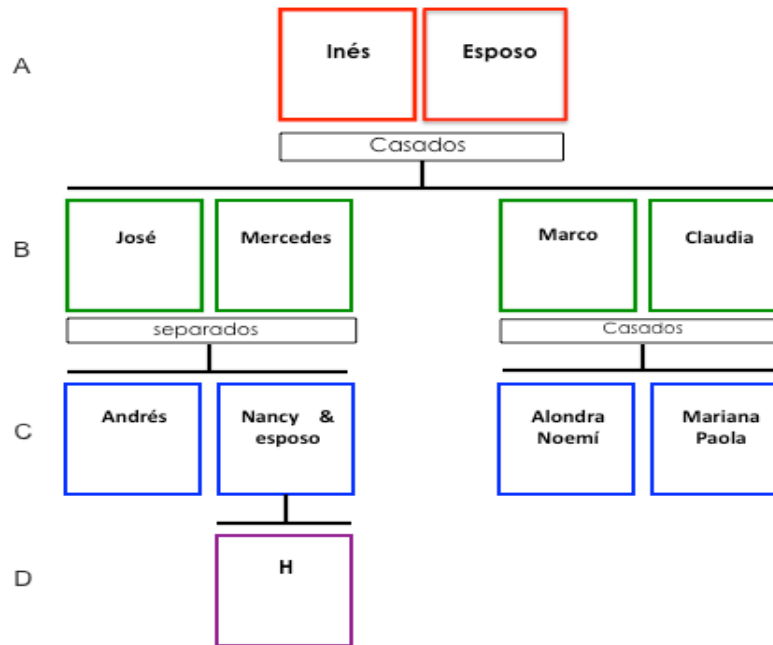 A
Inés
Esposo
Casados
B
José
Mercedes
Marco
Claudia
separados
Casados
C
Andrés
Nancy &
esposo
Alondra
Noemí
Mariana
Paola
D
H